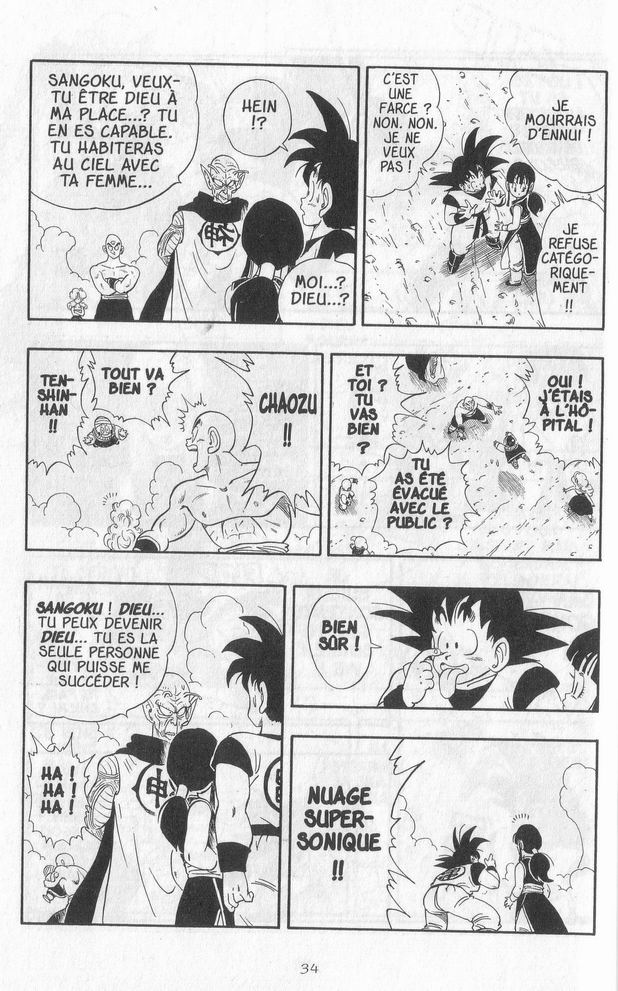 SANGOKU, VEUX-
TU ÊTRE DIEU À
MA PLACE...? TU
EN ES CAPABLE.
TU HABITERAS
AU CIEL AVEC
TA FEMME...
HEIN
!?
MOI...?
DIEU...?
C'EST
UNE
FARCE ?
NON. NON.
JE NE
VEUX
PAS !
JE
MOURRAIS
D'ENNUI !
JE
REFUSE
CATÉGO-
RIQUE-
MENT
!!
TEN-
SHIN-
HAN
!!
TOUT VA
BIEN ?
CHAOZU
!!
ET
TOI ?
TU
VAS
BIEN
?
OUI !
J'ÉTAIS
À L'HÔ-
PITAL !
TU
AS ÉTÉ
ÉVACUÉ
AVEC LE
PUBLIC ?
SANGOKU ! DIEU...
TU PEUX DEVENIR
DIEU... TU ES LA
SEULE PERSONNE
QUI PUISSE ME
SUCCÉDER !
HA !
HA !
HA !
BIEN
SÛR !
NUAGE
SUPER-
SONIQUE
!!
34